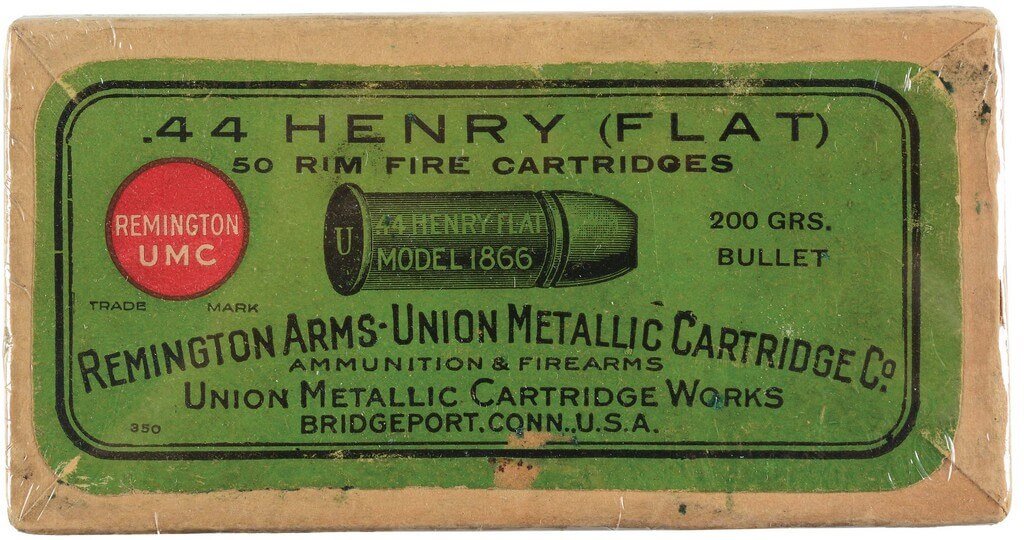 .44 HENRY (FLAT)
50 RIM FIRE CARTRIDGES
REMINGTON
UMC
TRADE MARK
U
.44 HENRY FLAT
MODEL 1866
200 GRS.
BULLET
REMINGTON ARMS-UNION METALLIC CARTRIDGE CO.
AMMUNITION & FIREARMS
UNION METALLIC CARTRIDGE WORKS
350
BRIDGEPORT, CONN., U.S.A.